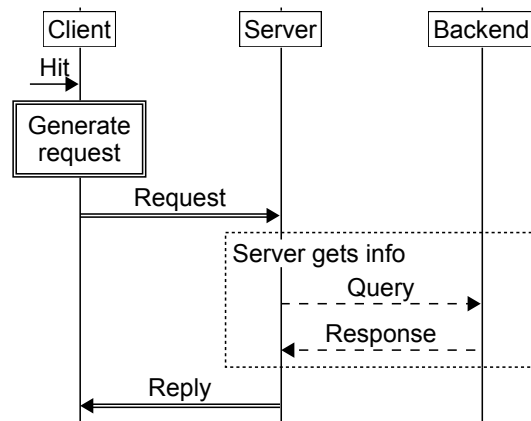 Client Server Backend
Hit
Generate
request
Request
Server gets info
Query
Response
Reply